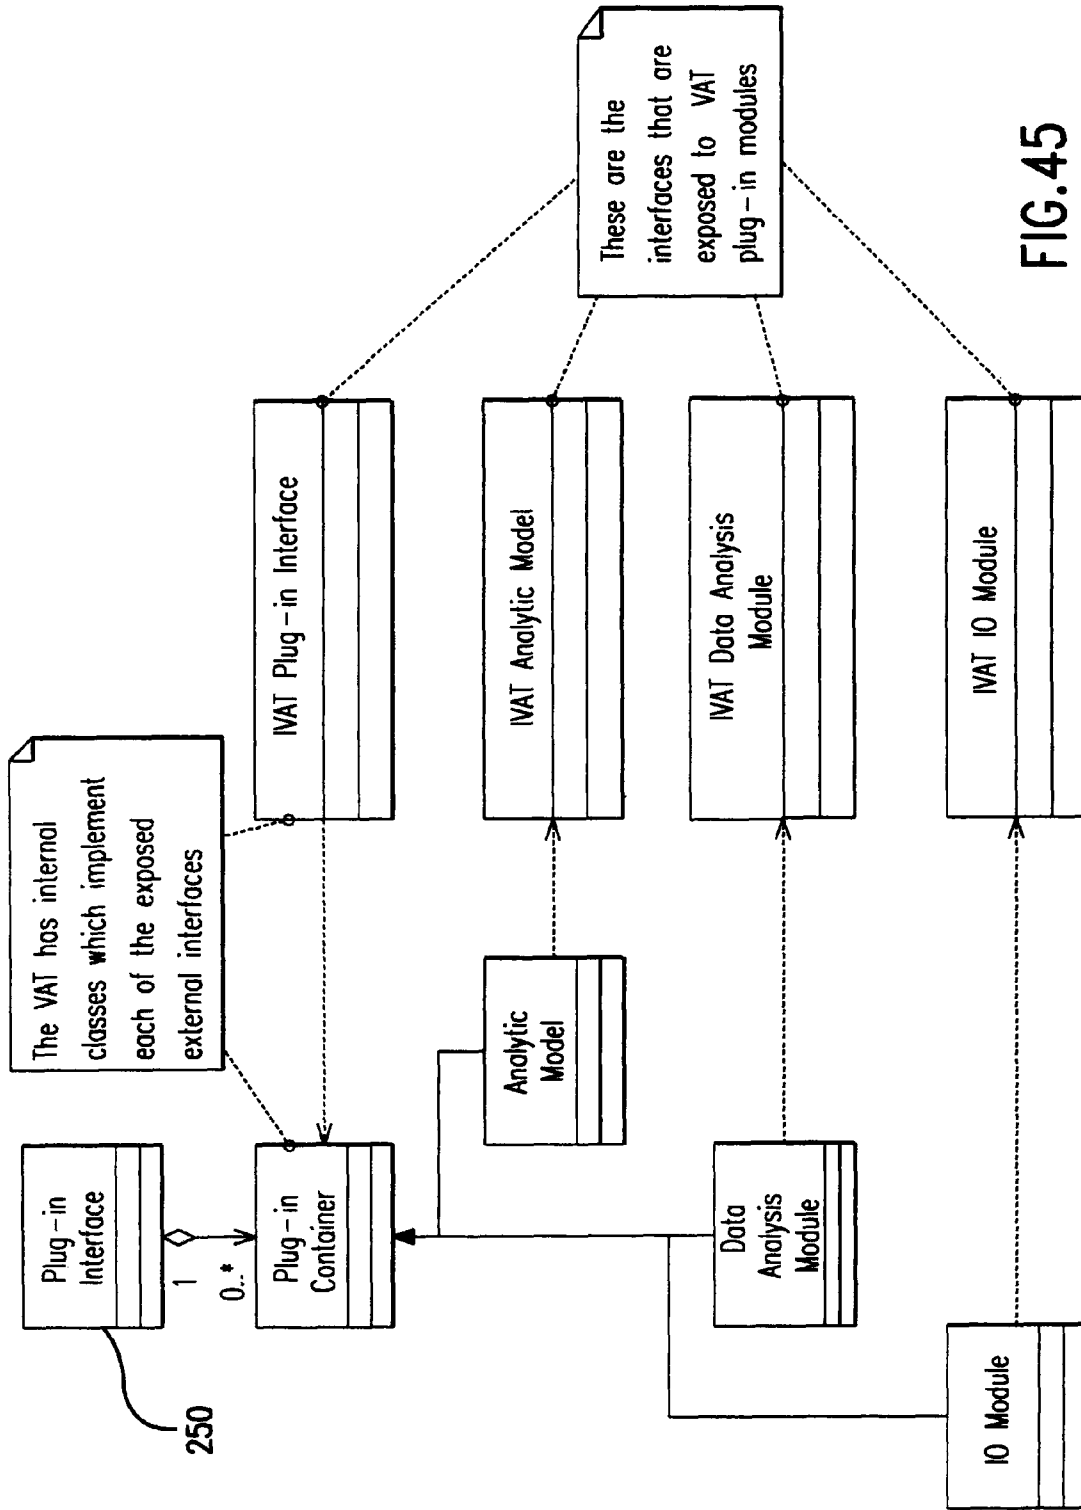 Plug-in
Interface
1
0..*
250
The VAT has internal
classes which implement
each of the exposed
external interfaces
Plug-in
Container
IVAT Plug-in Interface
Analytic
Model
IVAT Analytic Model
These are the
interfaces that are
exposed to VAT
plug-in modules
Data
Analysis
Module
IVAT Data Analysis
Module
IO Module
IVAT IO Module
FIG.45